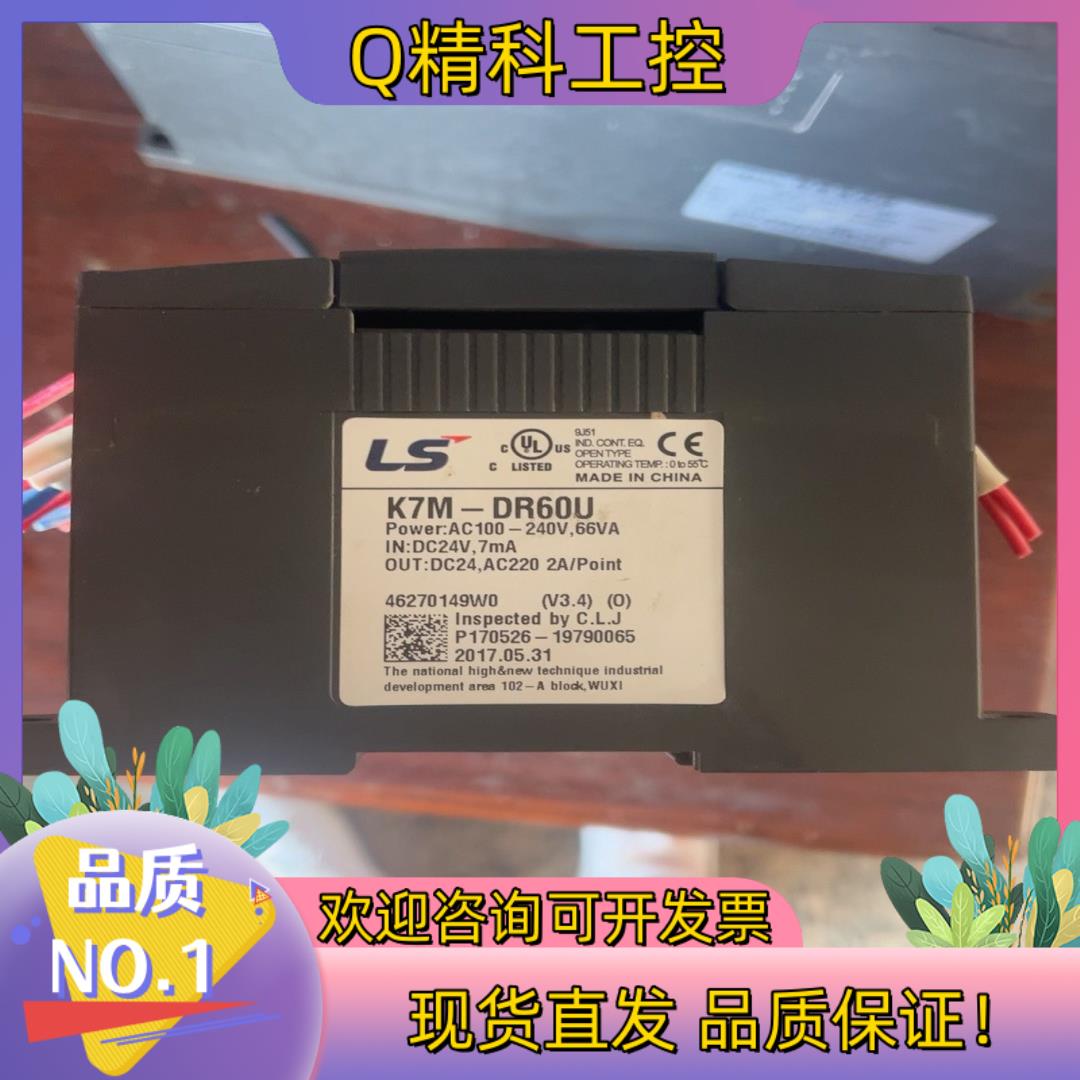 Q精科工控
LS
C UL US
C LISTED
9J51
IND. CONT. EQ.
OPEN TYPE
OPERATING TEMP. : 0 to 55℃
CE
MADE IN CHINA
K7M－DR60U
Power:AC100－240V,66VA
IN:DC24V,7mA
OUT:DC24,AC220 2A/Point
46270149W0 (V3.4) (O)
Inspected by C.L.J
P170526－19790065
2017.05.31
The national high&new technique industrial
development area 102－A block,WUXI
品质
NO.1
欢迎咨询可开发票
现货直发 品质保证!